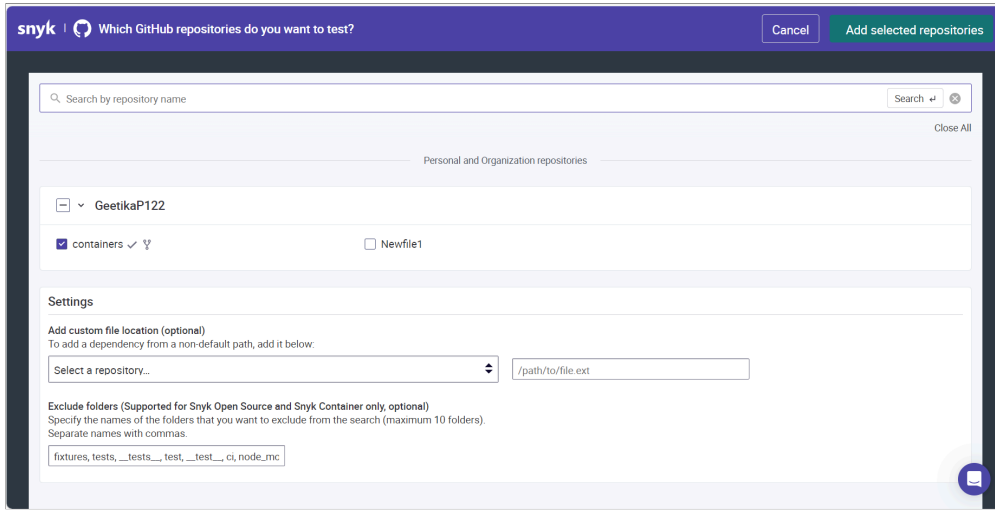 snyk Which GitHub repositories do you want to test? Cancel Add selected repositories
Search by repository name Search ↵
Close All
Personal and Organization repositories
GeetikaP122
containers Newfile1
Settings
Add custom file location (optional)
To add a dependency from a non-default path, add it below:
Select a repository... /path/to/file.ext
Exclude folders (Supported for Snyk Open Source and Snyk Container only, optional)
Specify the names of the folders that you want to exclude from the search (maximum 10 folders).
Separate names with commas.
fixtures, tests, __tests__, test, __test__, ci, node_mo